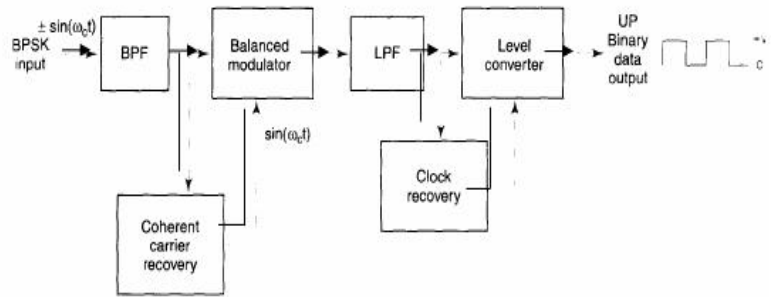 ± sin(ω꜀t)
BPSK
input
BPF
Balanced
modulator
LPF
Level
converter
UP
Binary
data
output
sin(ω꜀t)
Coherent
carrier
recovery
Clock
recovery